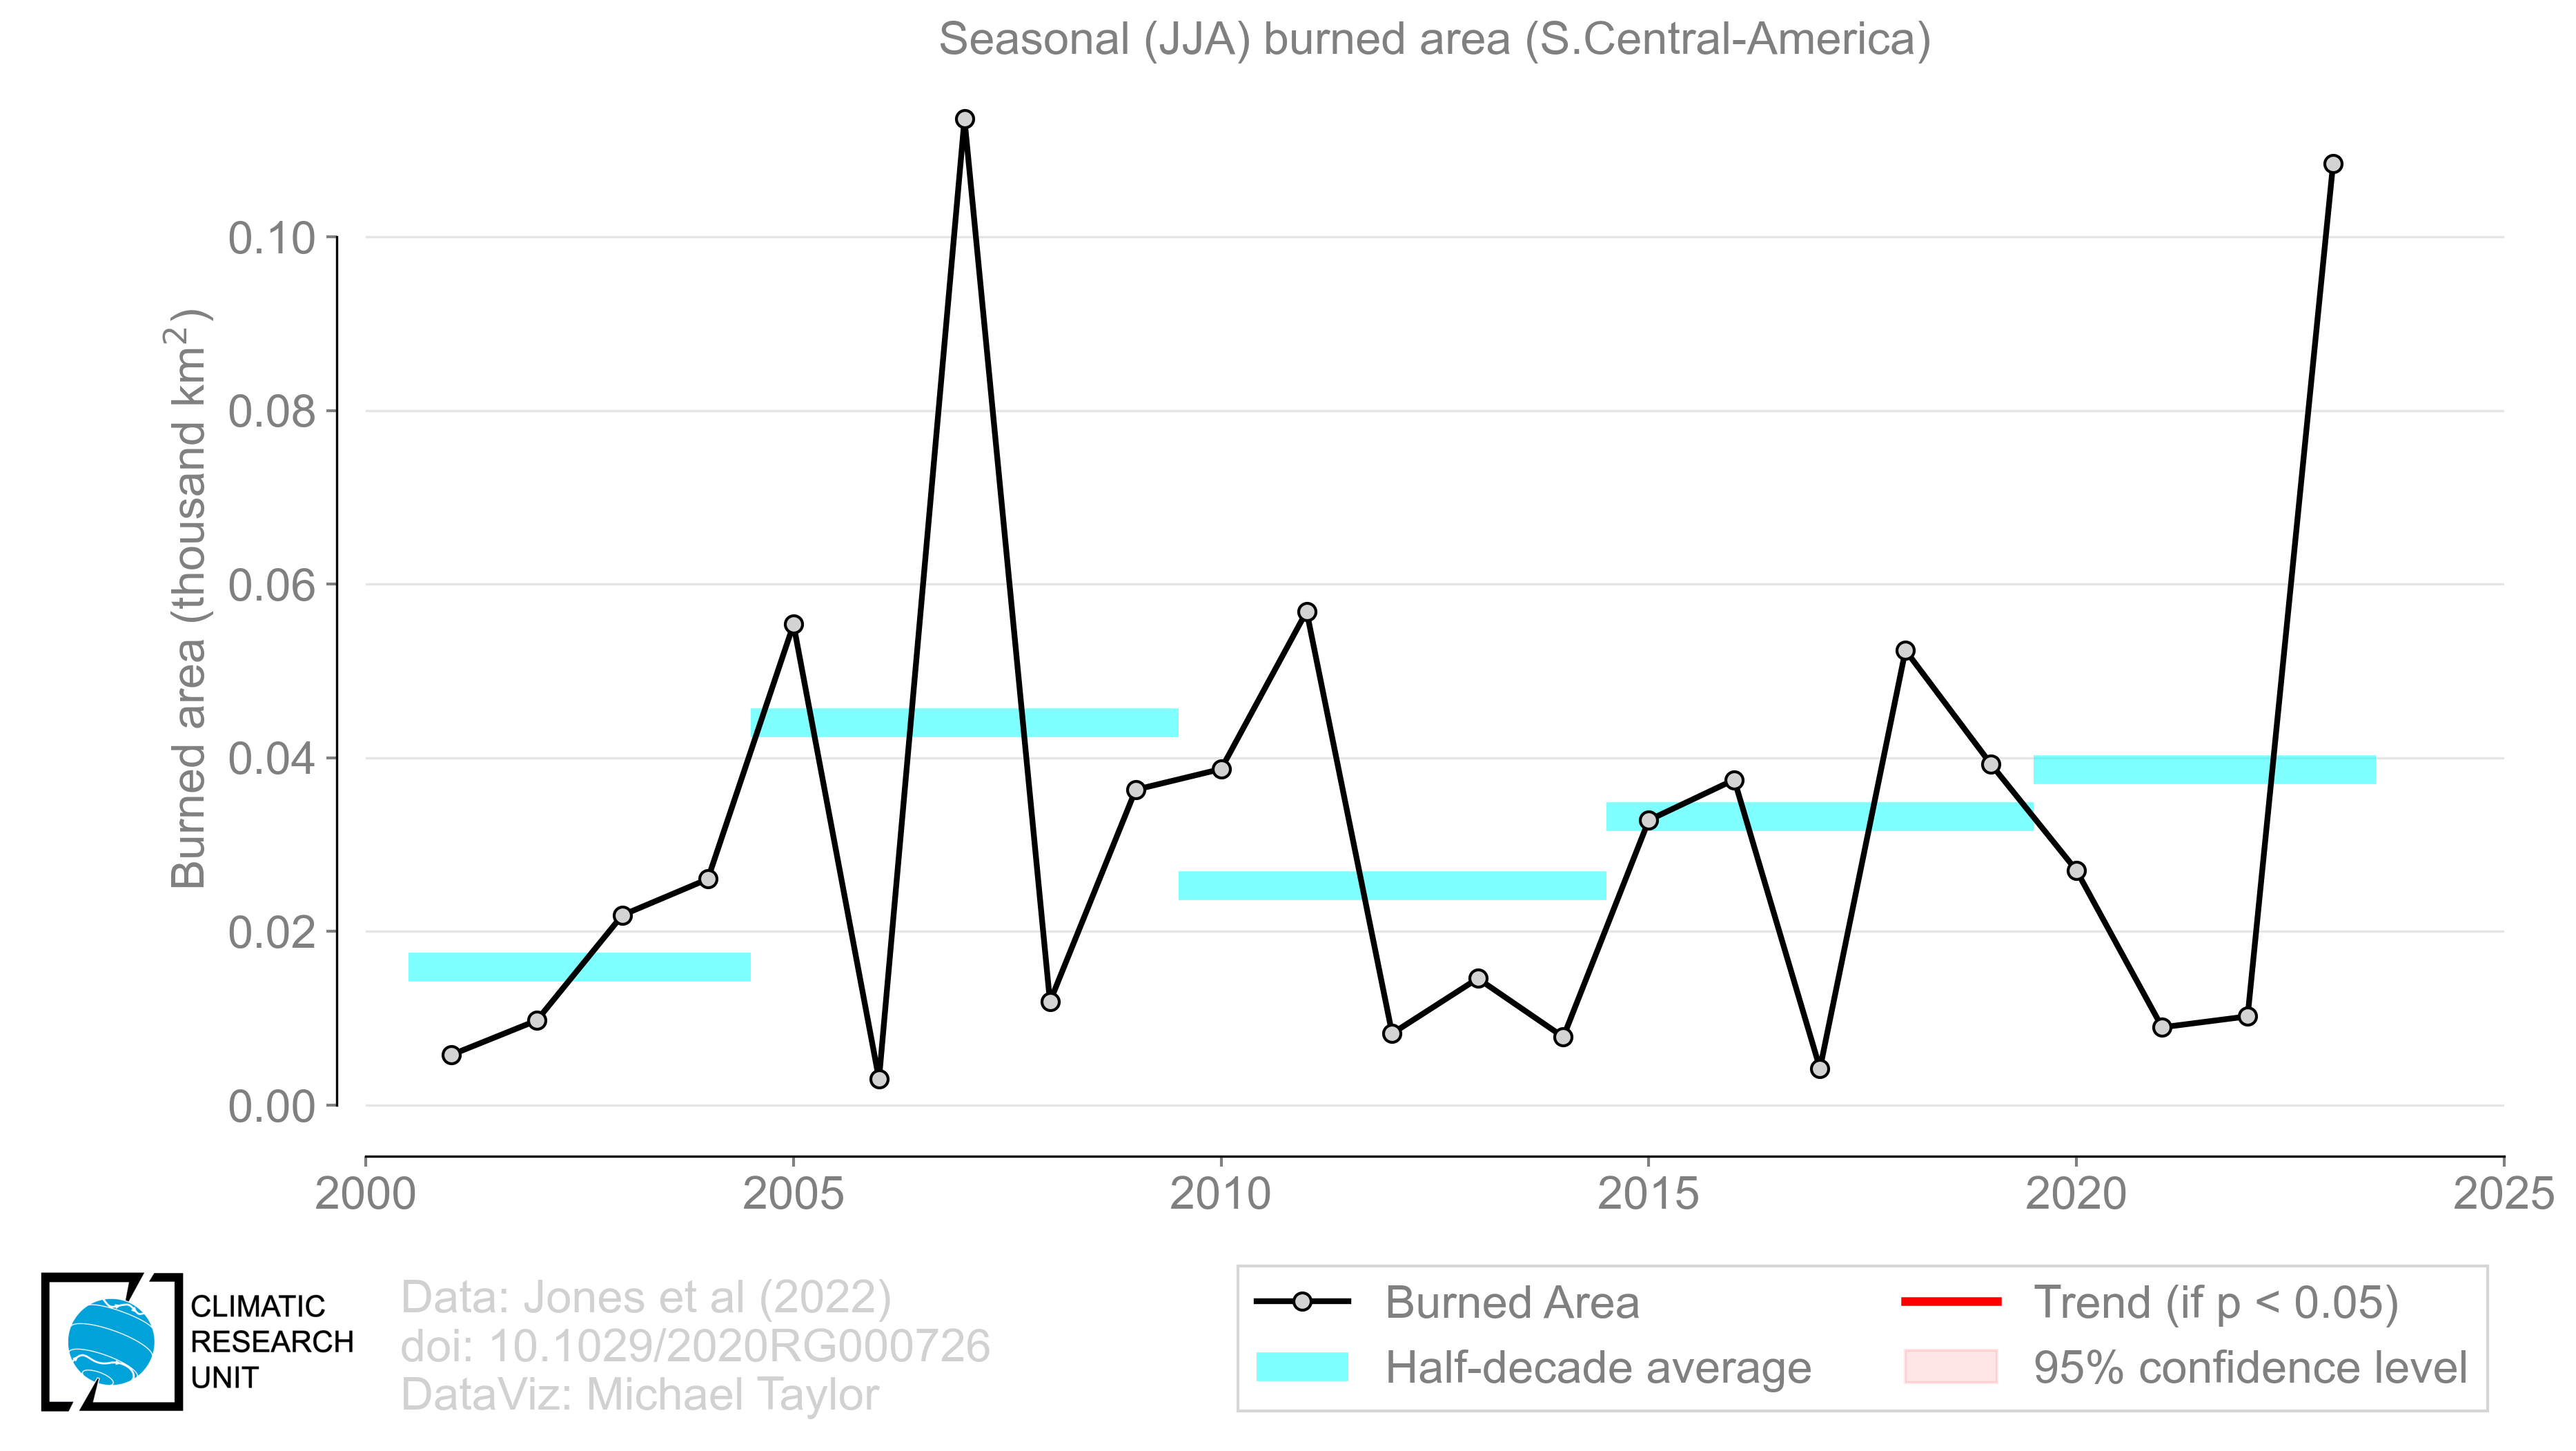 Seasonal (JJA) burned area (S.Central-America)
Burned area (thousand km²)
0.10
0.08
0.06
0.04
0.02
0.00
2000 2005 2010 2015 2020 2025
CLIMATIC
RESEARCH
UNIT
Data: Jones et al (2022)
doi: 10.1029/2020RG000726
DataViz: Michael Taylor
Burned Area
Half-decade average
Trend (if p < 0.05)
95% confidence level